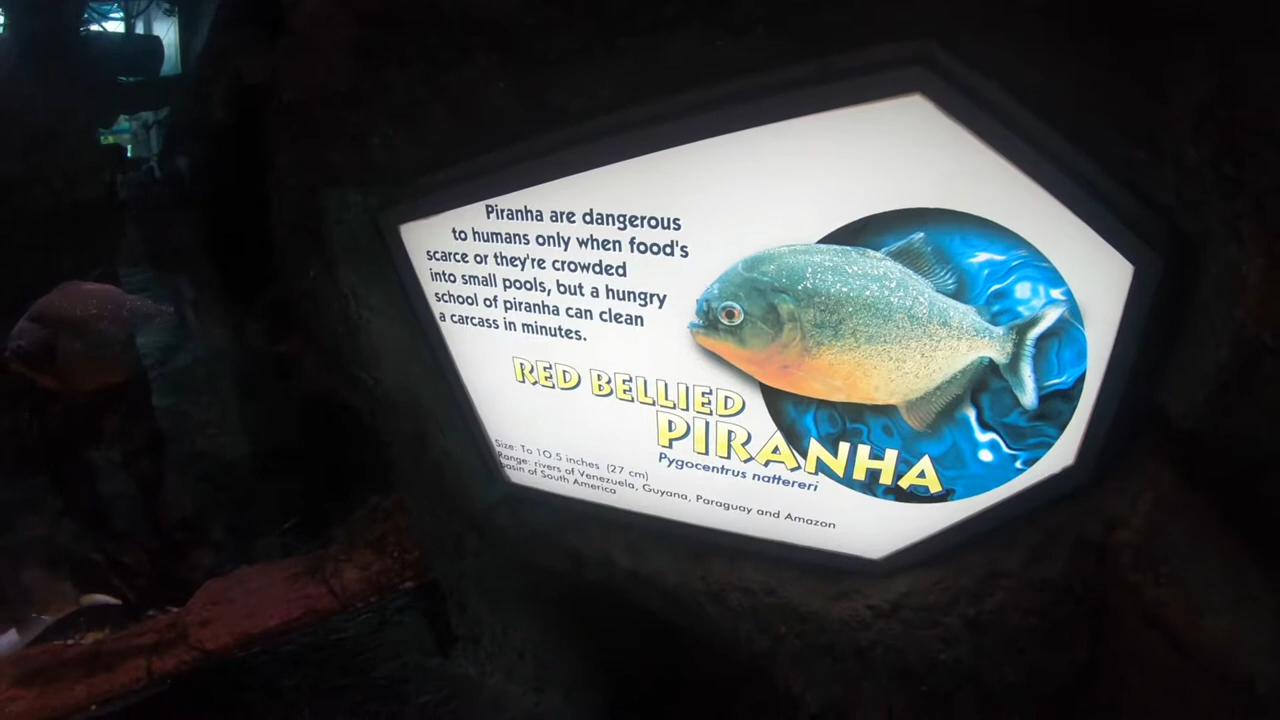 Piranha are dangerous
to humans only when food's
scarce or they're crowded
into small pools, but a hungry
school of piranha can clean
a carcass in minutes.
RED BELLIED
PIRANHA
Pygocentrus nattereri
Size: To 10.5 inches (27 cm)
Range: rivers of Venezuela, Guyana, Paraguay and Amazon
basin of South America